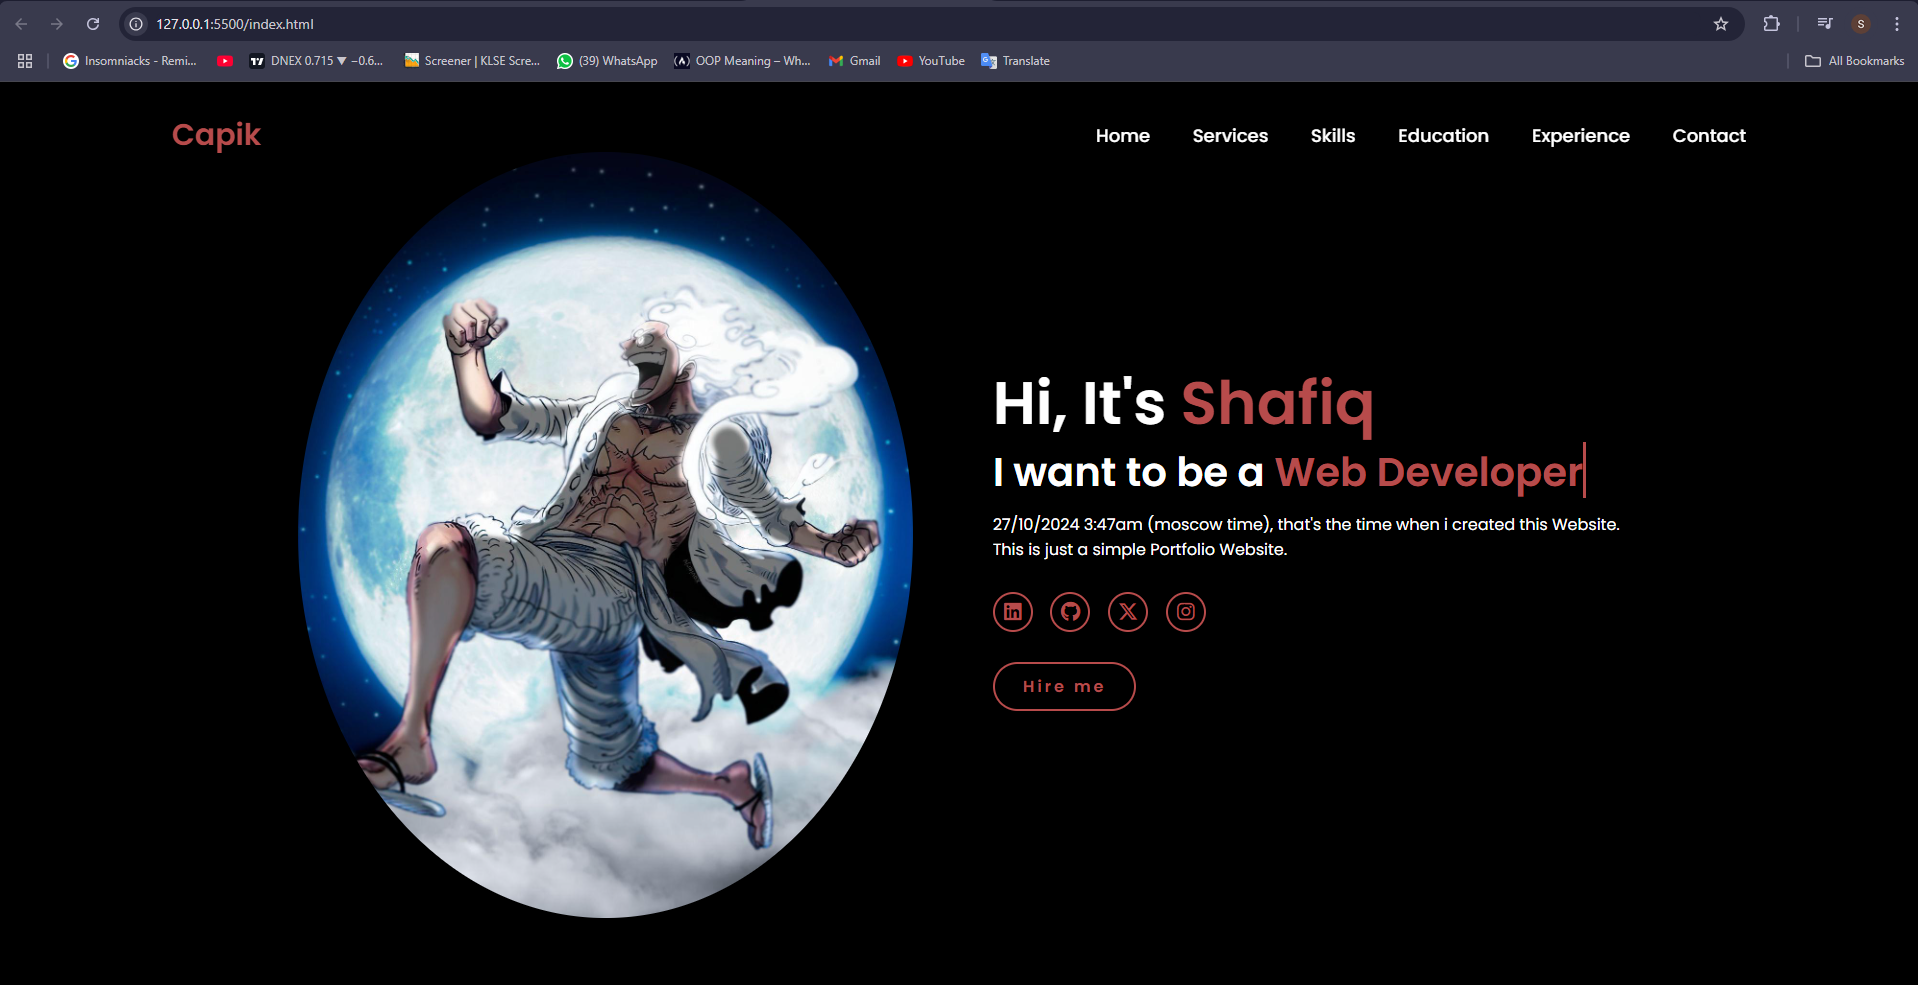 127.0.0.1:5500/index.html
S
Insomniacks - Remi...
DNEX 0.715 ▼ −0.6...
Screener | KLSE Scre...
(39) WhatsApp
OOP Meaning – Wh...
Gmail
YouTube
Translate
All Bookmarks
Capik
Home
Services
Skills
Education
Experience
Contact
Hi, It's Shafiq
I want to be a Web Developer
27/10/2024 3:47am (moscow time), that's the time when i created this Website.
This is just a simple Portfolio Website.
Hire me